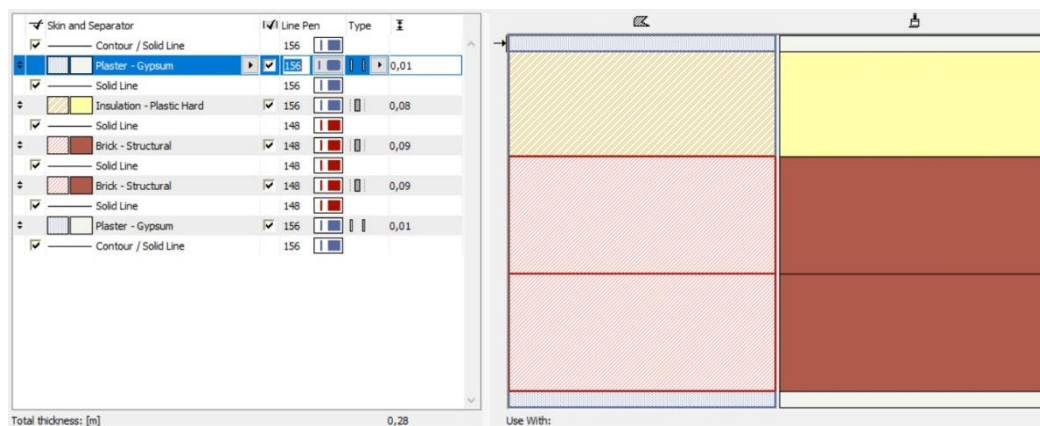 Skin and Separator Line Pen Type
Contour / Solid Line 156
Plaster - Gypsum 156 0,01
Solid Line 156
Insulation - Plastic Hard 156 0,08
Solid Line 148
Brick - Structural 148 0,09
Solid Line 148
Brick - Structural 148 0,09
Solid Line 148
Plaster - Gypsum 156 0,01
Contour / Solid Line 156
Total thickness: [m] 0,28
Use With: